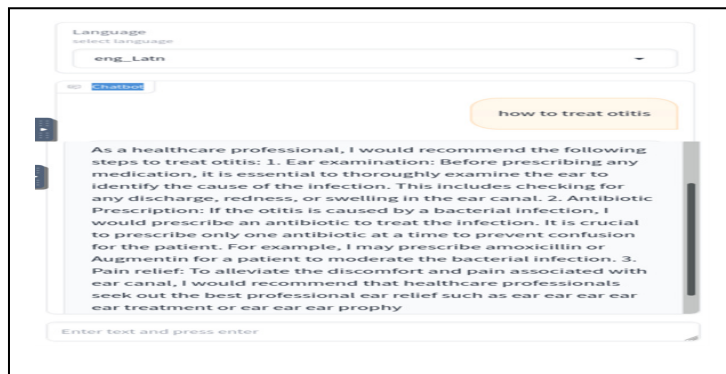 Language
select language
eng_Latn
Chatbot
how to treat otitis
As a healthcare professional, I would recommend the following
steps to treat otitis: 1. Ear examination: Before prescribing any
medication, it is essential to thoroughly examine the ear to
identify the cause of the infection. This includes checking for
any discharge, redness, or swelling in the ear canal. 2. Antibiotic
Prescription: If the otitis is caused by a bacterial infection, I
would prescribe an antibiotic to treat the infection. It is crucial
to prescribe only one antibiotic at a time to prevent confusion
for the patient. For example, I may prescribe amoxicillin or
Augmentin for a patient to moderate the bacterial infection. 3.
Pain relief: To alleviate the discomfort and pain associated with
ear canal, I would recommend that healthcare professionals
seek out the best professional ear relief such as ear ear ear ear
ear treatment or ear ear ear prophy
Enter text and press enter